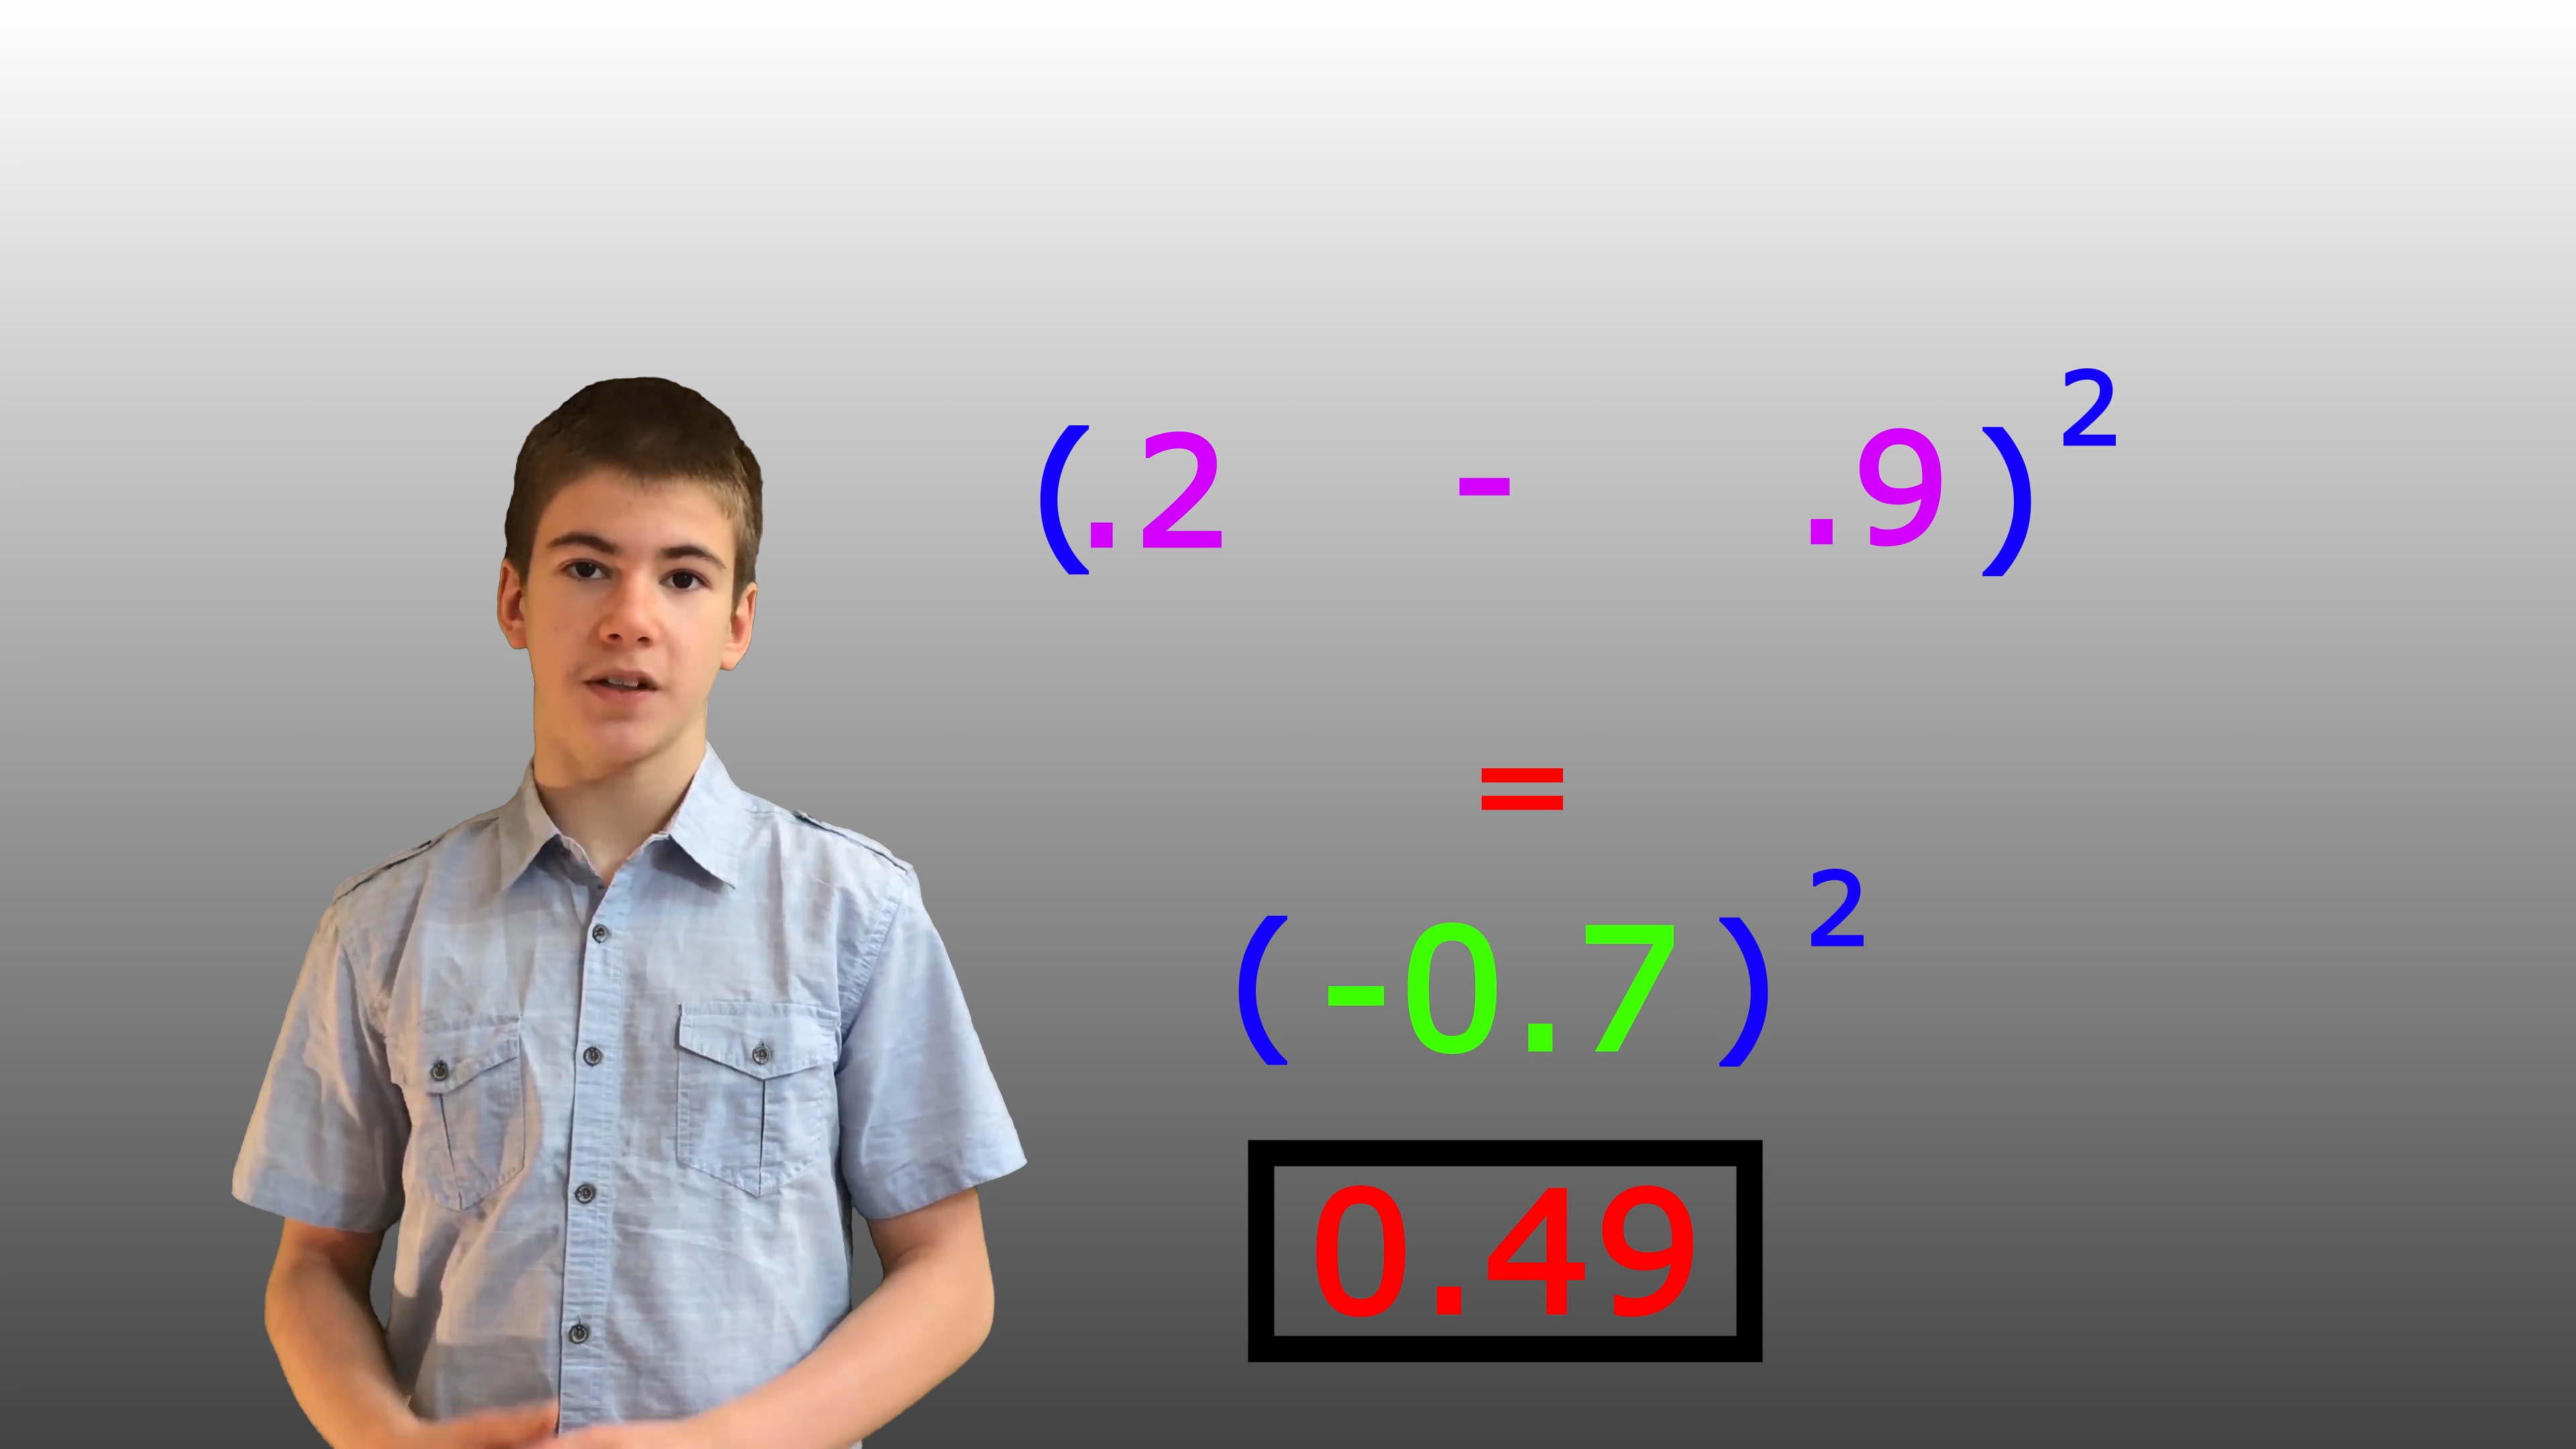 (.2 - .9)²
=
(-0.7)²
0.49